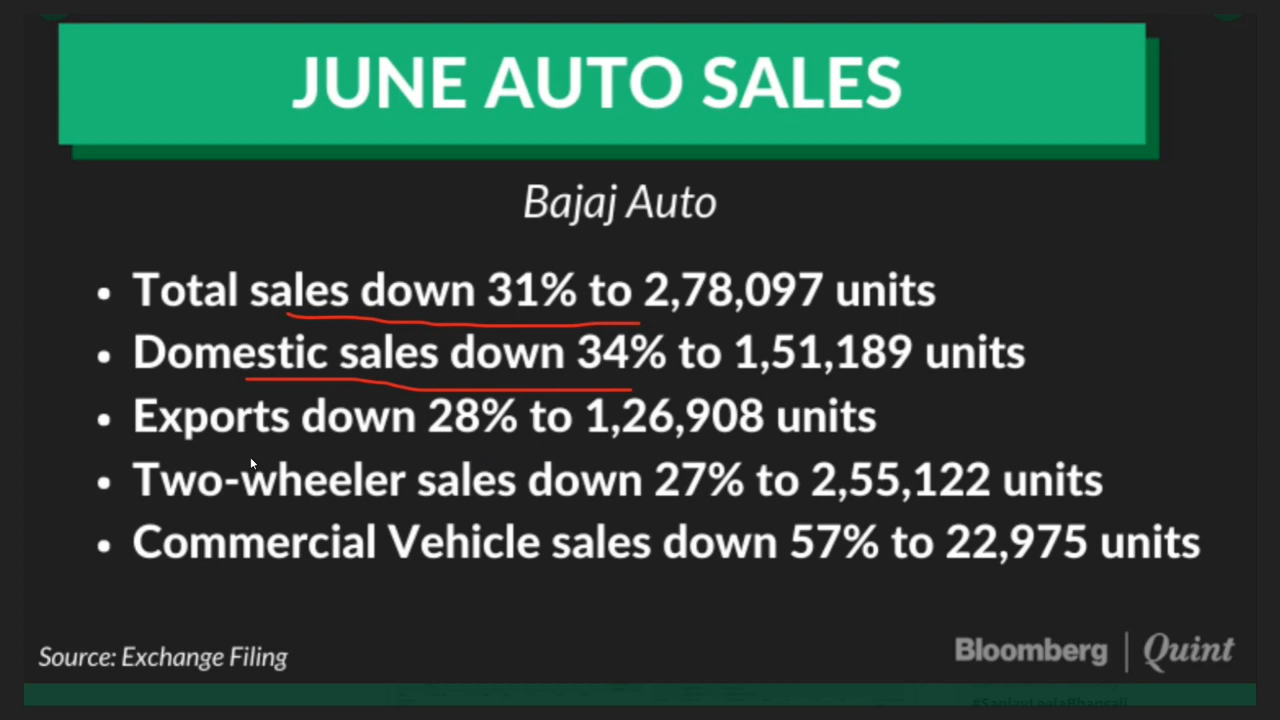 JUNE AUTO SALES
Bajaj Auto
• Total sales down 31% to 2,78,097 units
• Domestic sales down 34% to 1,51,189 units
• Exports down 28% to 1,26,908 units
• Two-wheeler sales down 27% to 2,55,122 units
• Commercial Vehicle sales down 57% to 22,975 units
Source: Exchange Filing
Bloomberg | Quint